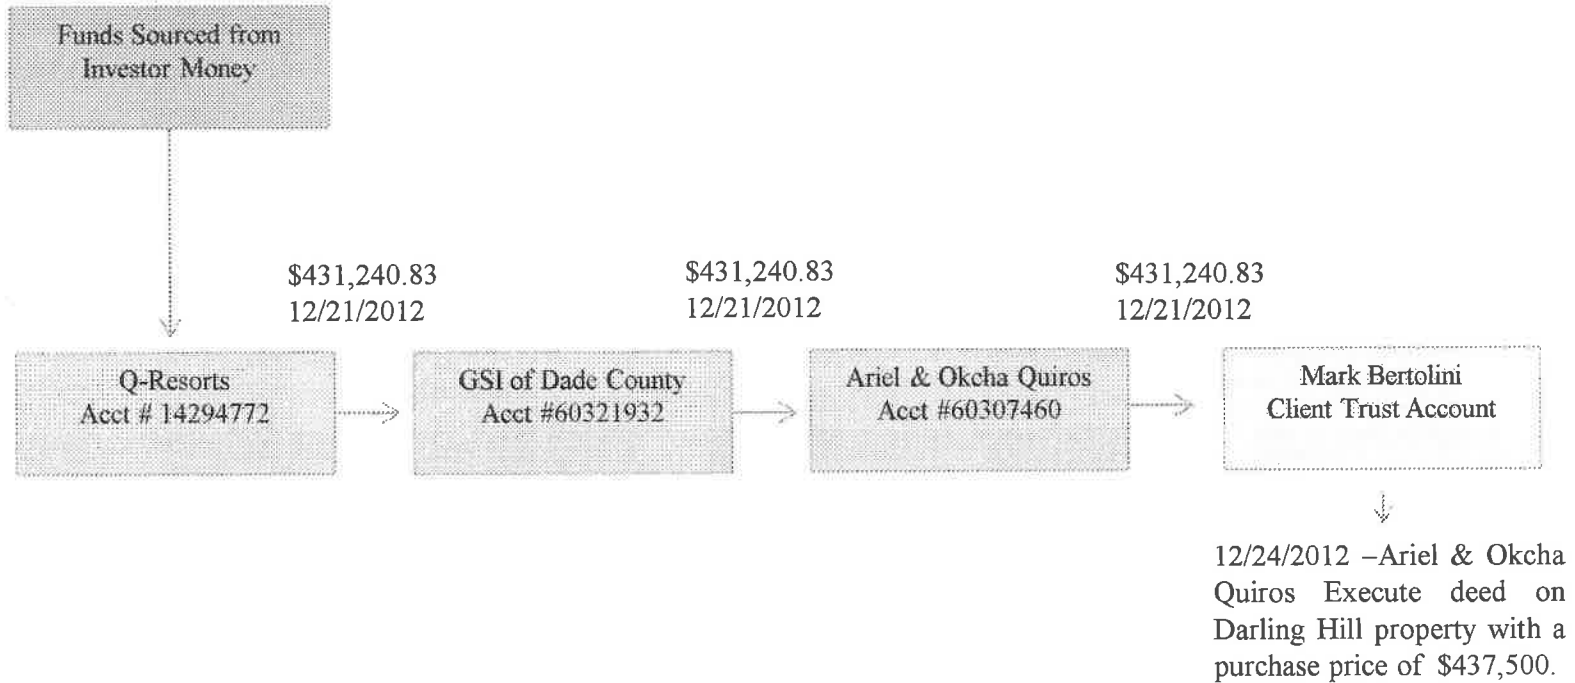 Funds Sourced from
Investor Money
$431,240.83
12/21/2012
$431,240.83
12/21/2012
$431,240.83
12/21/2012
Q-Resorts
Acct # 14294772
GSI of Dade County
Acct #60321932
Ariel & Okcha Quiros
Acct #60307460
Mark Bertolini
Client Trust Account
12/24/2012 –Ariel & Okcha
Quiros Execute deed on
Darling Hill property with a
purchase price of $437,500.